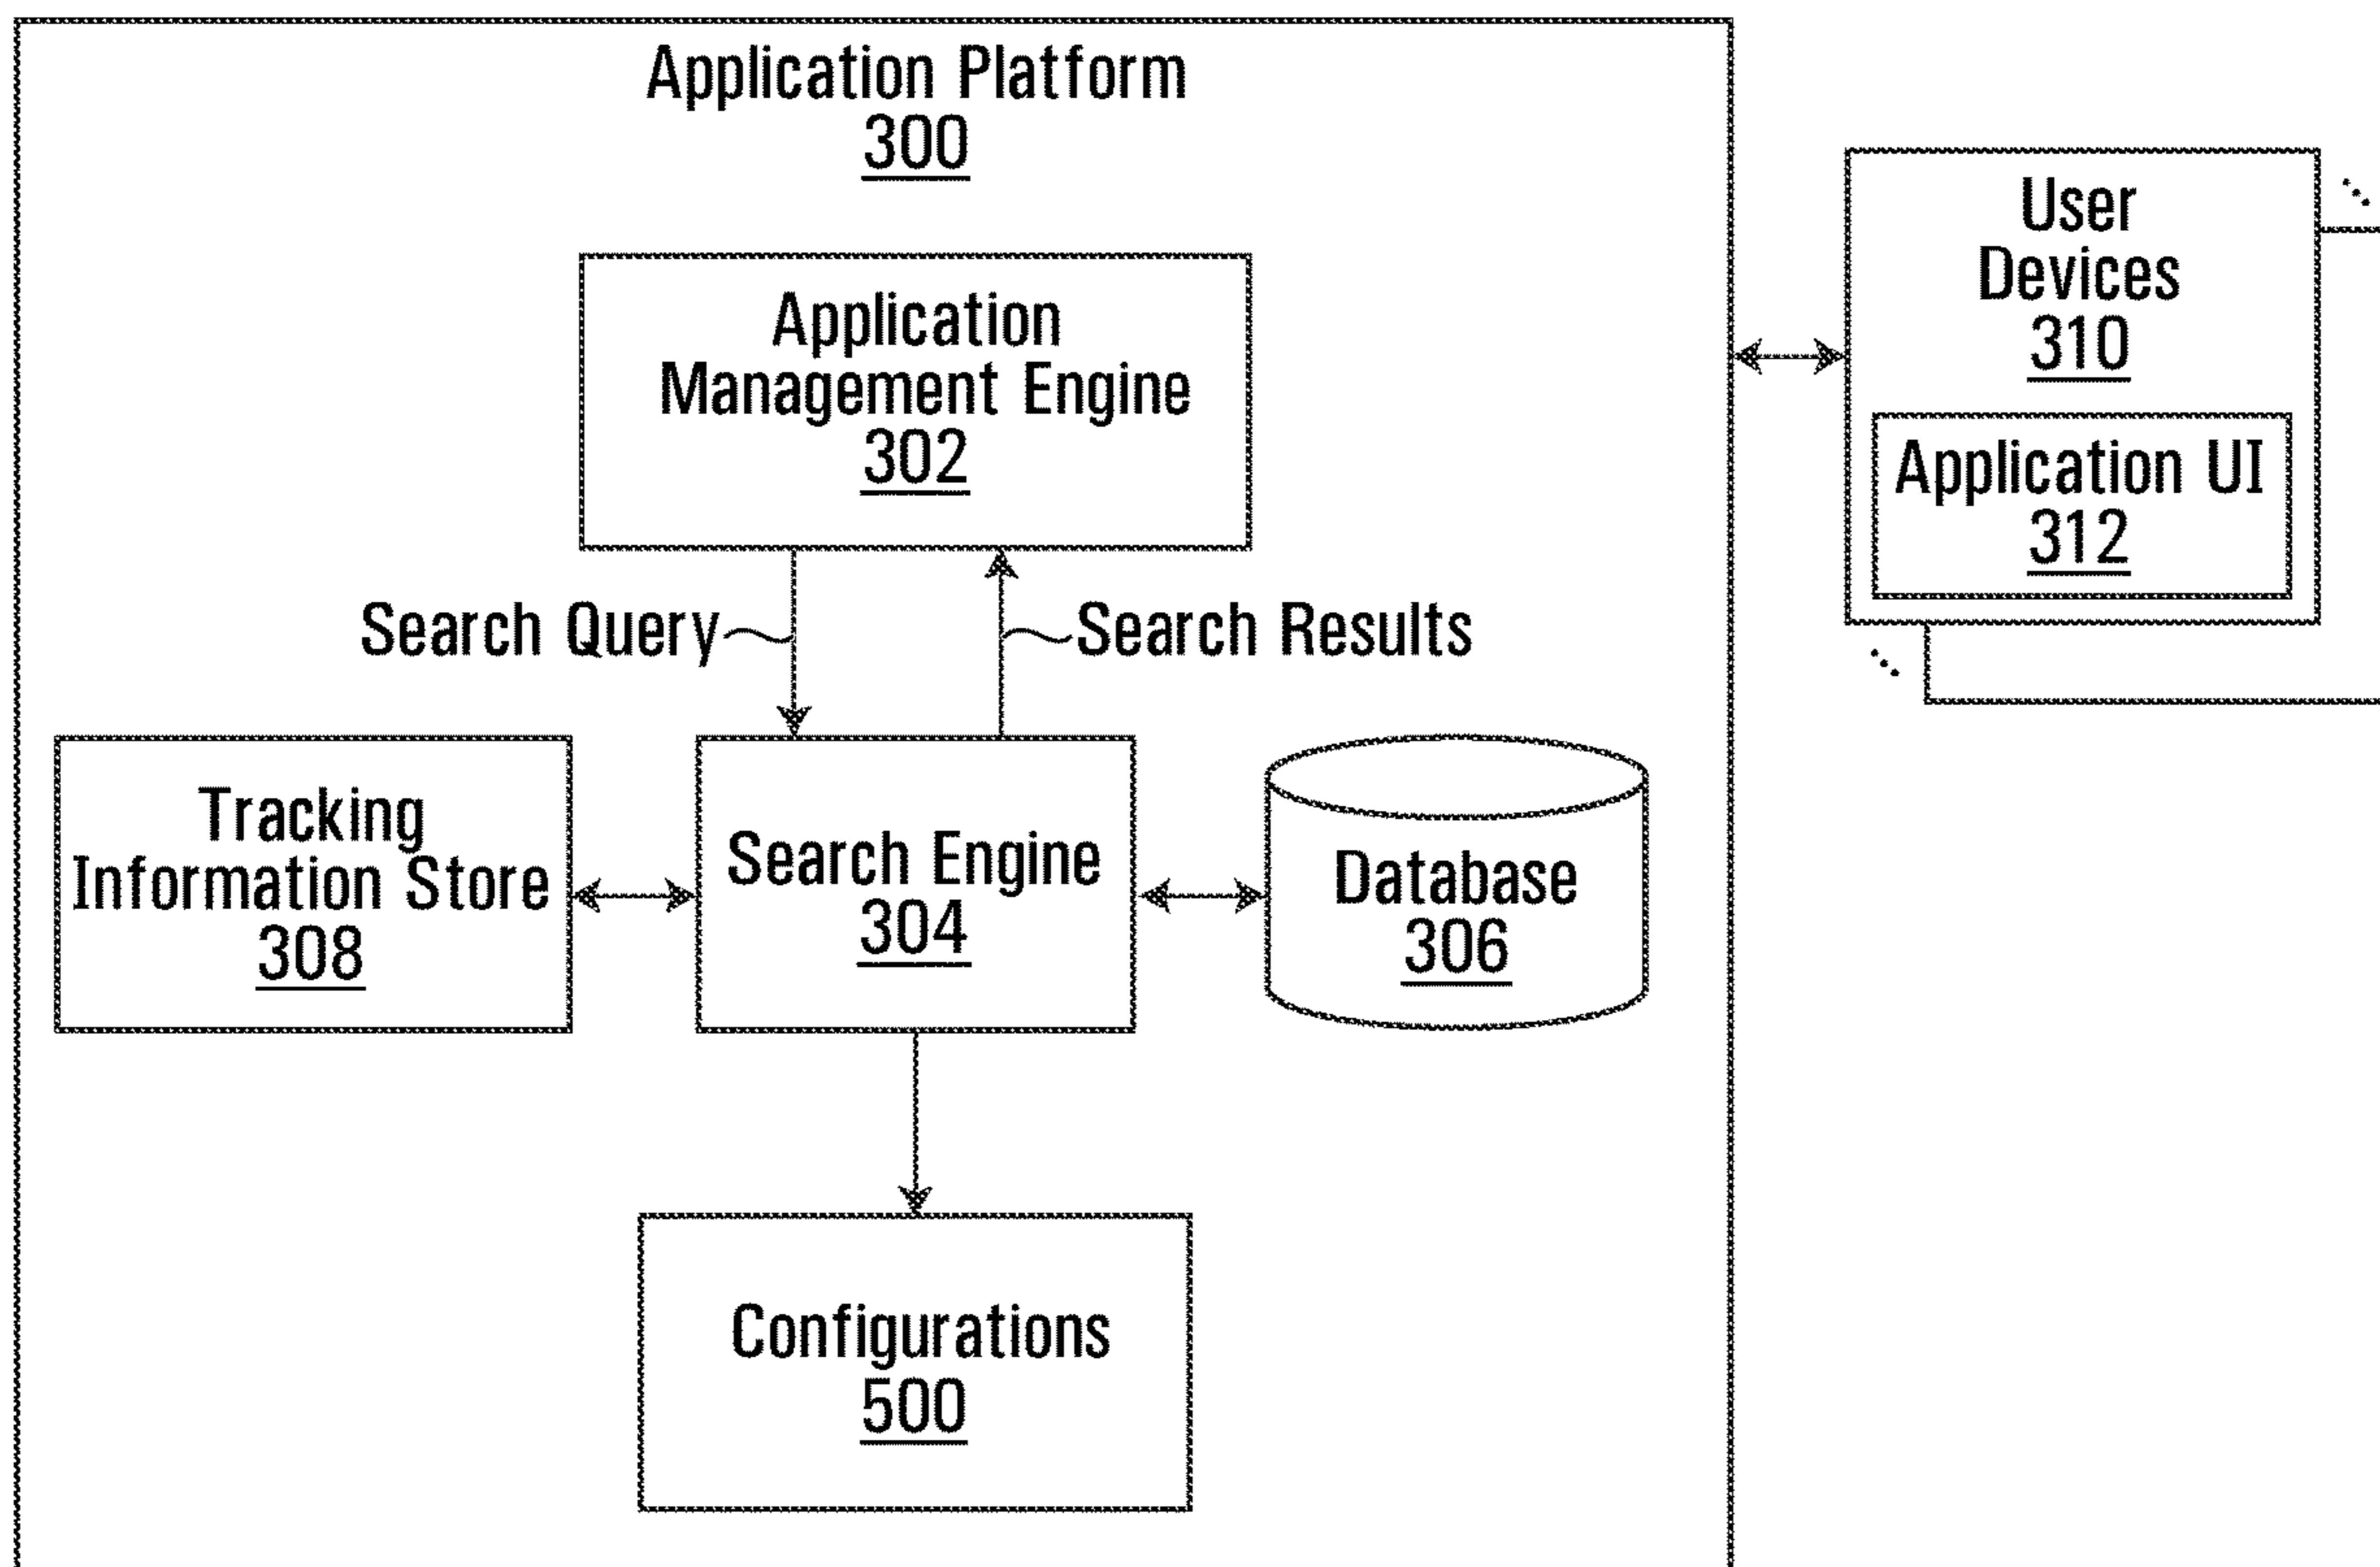 Application Platform
300
Application
Management Engine
302
User
Devices
310
Application UI
312
Search Query
Search Results
Tracking
Information Store
308
Search Engine
304
Database
306
Configurations
500